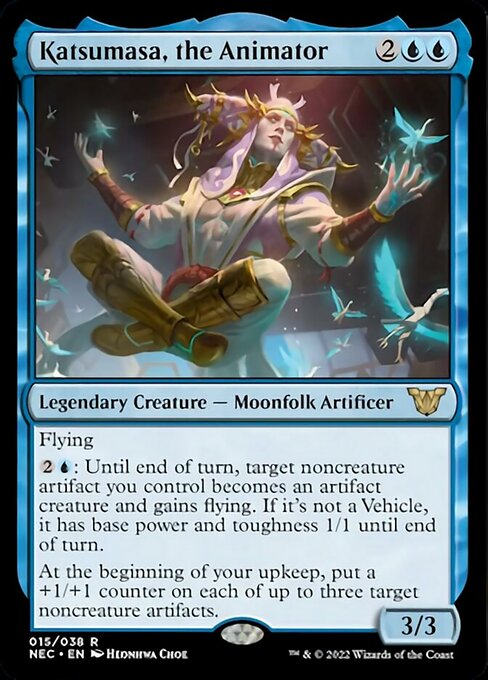 Katsumasa, the Animator 2
Legendary Creature — Moonfolk Artificer
Flying
2 : Until end of turn, target noncreature
artifact you control becomes an artifact
creature and gains flying. If it's not a Vehicle,
it has base power and toughness 1/1 until end
of turn.
At the beginning of your upkeep, put a
+1/+1 counter on each of up to three target
noncreature artifacts.
3/3
015/038 R
NEC • EN Hednhwa Choe
™ & © 2022 Wizards of the Coast